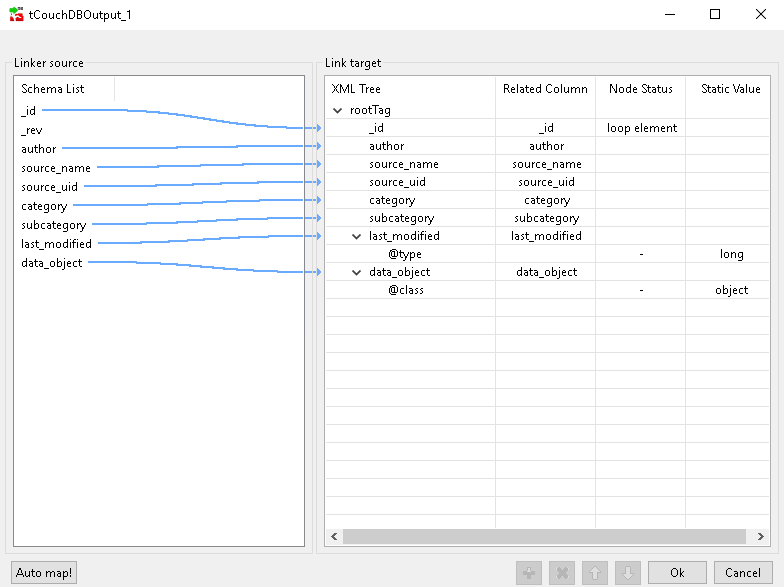 tCouchDBOutput_1
Linker source
Schema List
_id
_rev
author
source_name
source_uid
category
subcategory
last_modified
data_object
Link target
XML Tree Related Column Node Status Static Value
rootTag
_id _id loop element
author author
source_name source_name
source_uid source_uid
category category
subcategory subcategory
last_modified last_modified
@type - long
data_object data_object
@class - object
Auto map!
Ok
Cancel